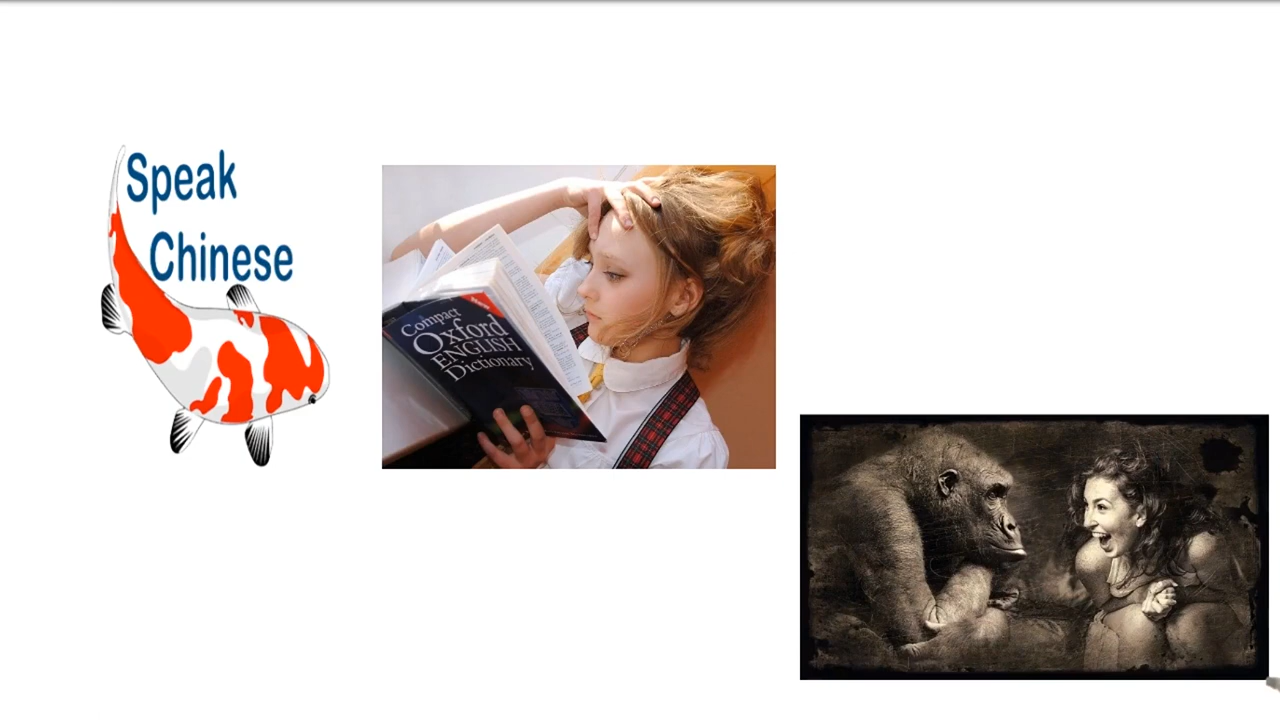 Speak
Chinese
Compact
Oxford
ENGLISH
Dictionary